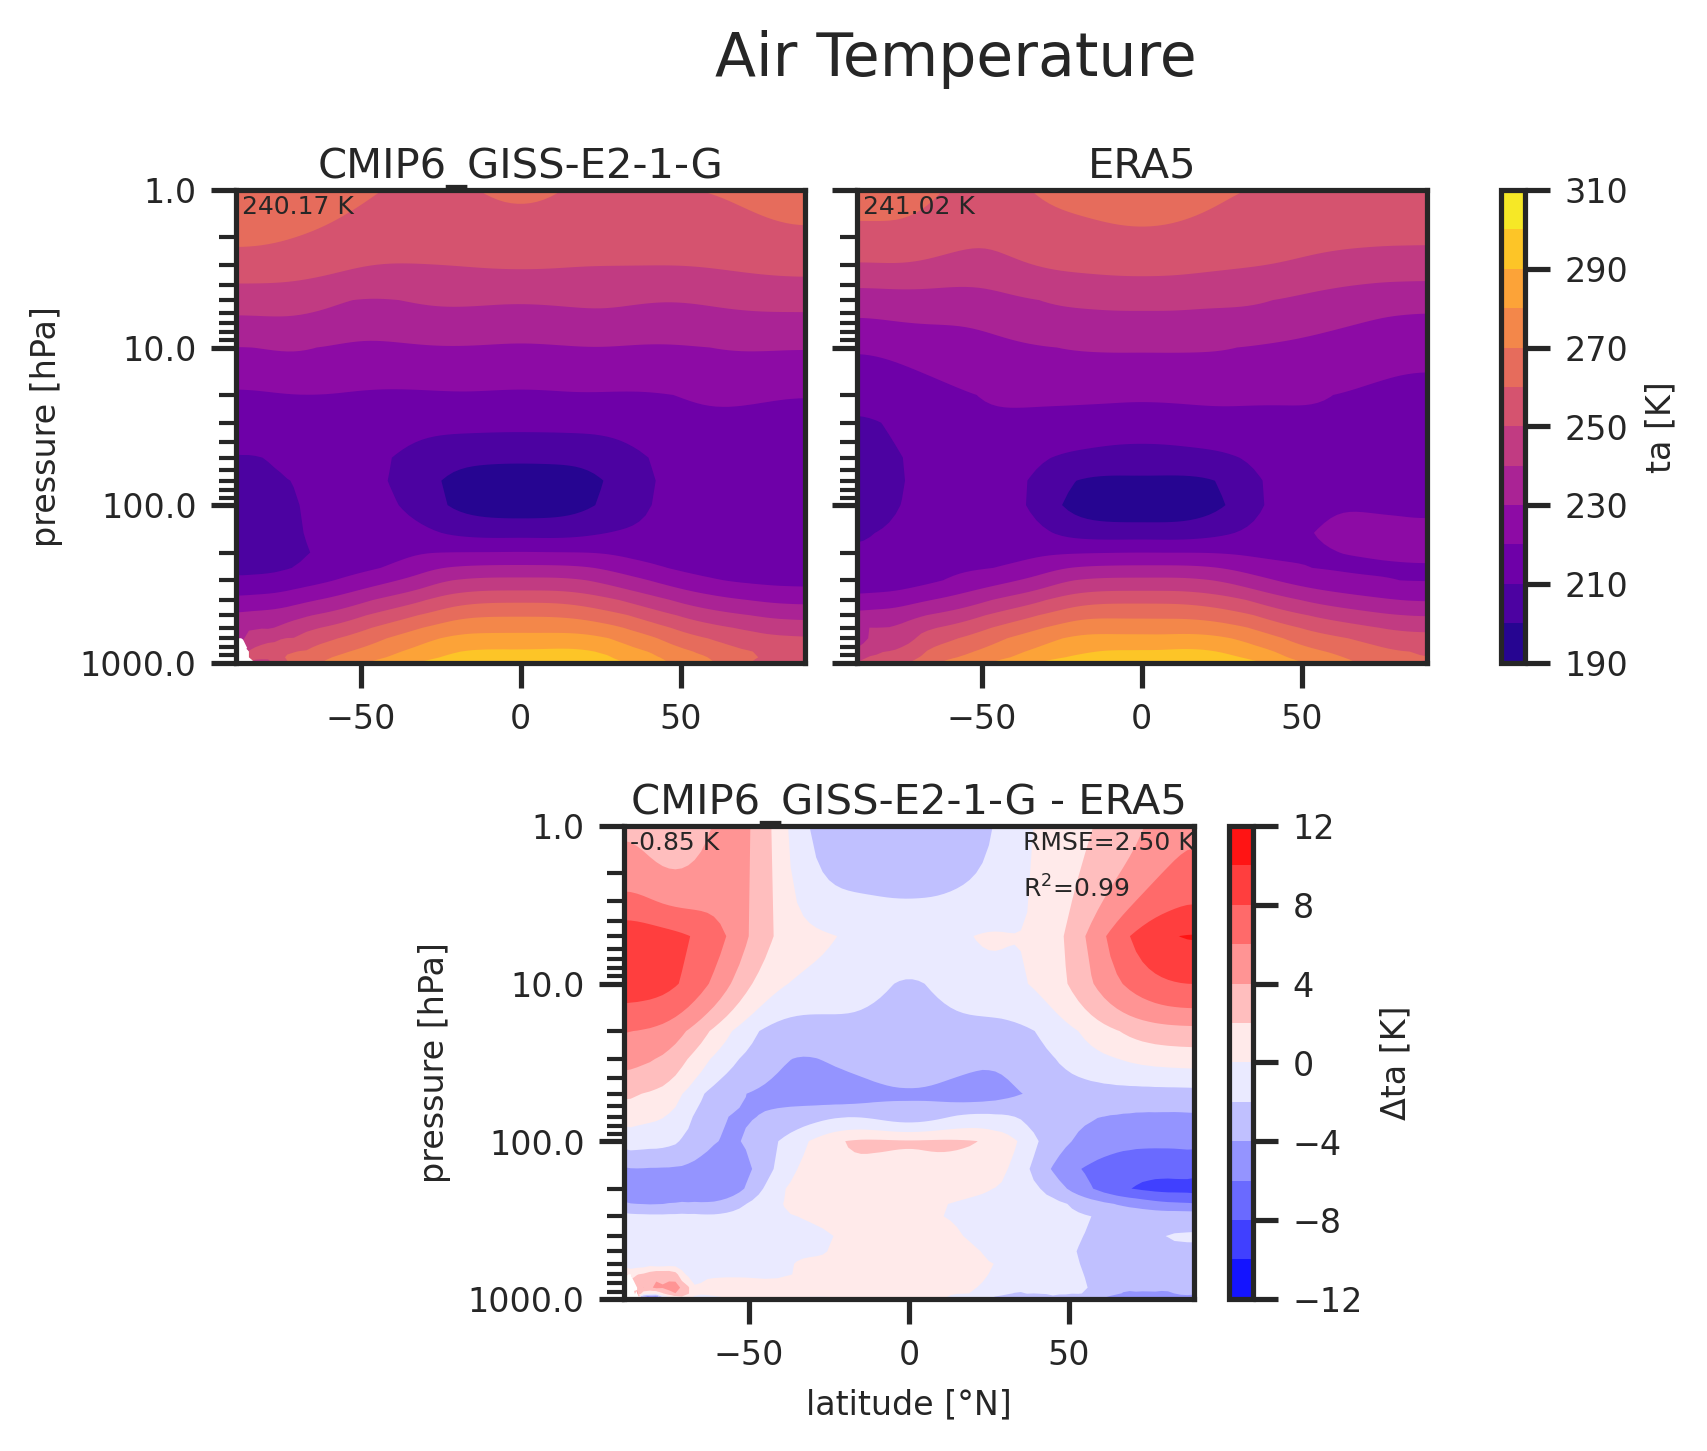 Air Temperature
CMIP6_GISS-E2-1-G
ERA5
240.17 K
241.02 K
1.0
10.0
100.0
1000.0
pressure [hPa]
−50 0 50
−50 0 50
310
290
270
250
230
210
190
ta [K]
CMIP6_GISS-E2-1-G - ERA5
-0.85 K
RMSE=2.50 K
R²=0.99
1.0
10.0
100.0
1000.0
pressure [hPa]
−50 0 50
latitude [°N]
12
8
4
0
−4
−8
−12
Δta [K]